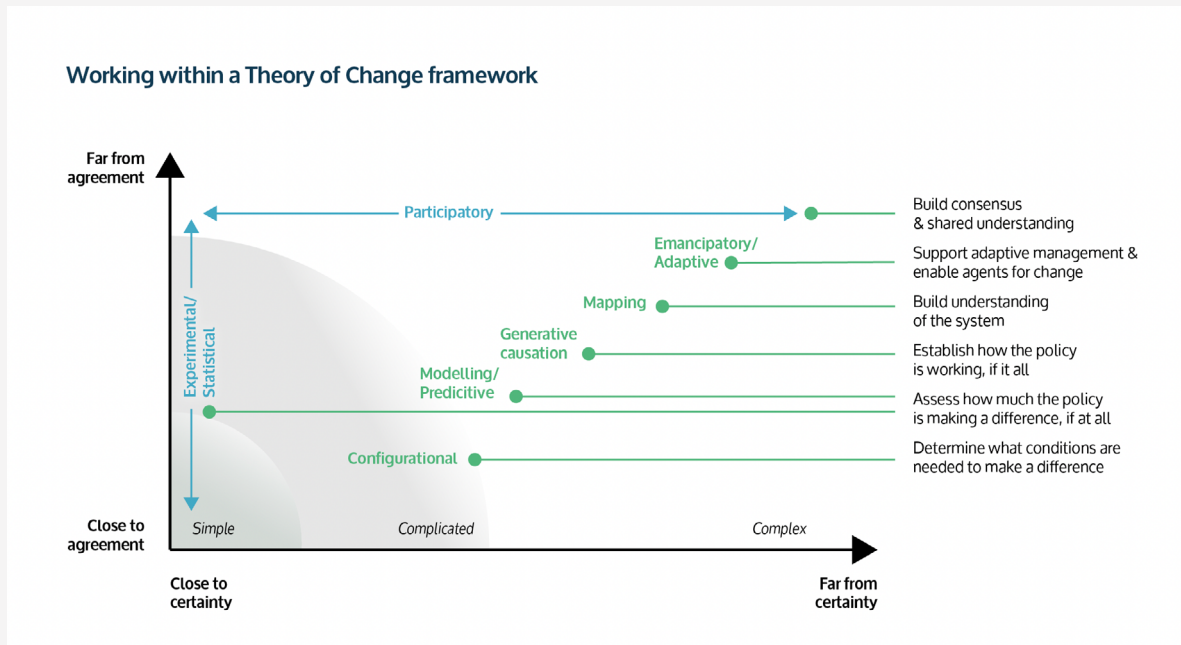 Working within a Theory of Change framework
Far from
agreement
Participatory
Build consensus
& shared understanding
Emancipatory/
Adaptive
Support adaptive management &
enable agents for change
Mapping
Build understanding
of the system
Experimental/
Statistical
Generative
causation
Establish how the policy
is working, if it all
Modelling/
Predicitive
Assess how much the policy
is making a difference, if at all
Configurational
Determine what conditions are
needed to make a difference
Simple
Complicated
Complex
Close to
agreement
Close to
certainty
Far from
certainty